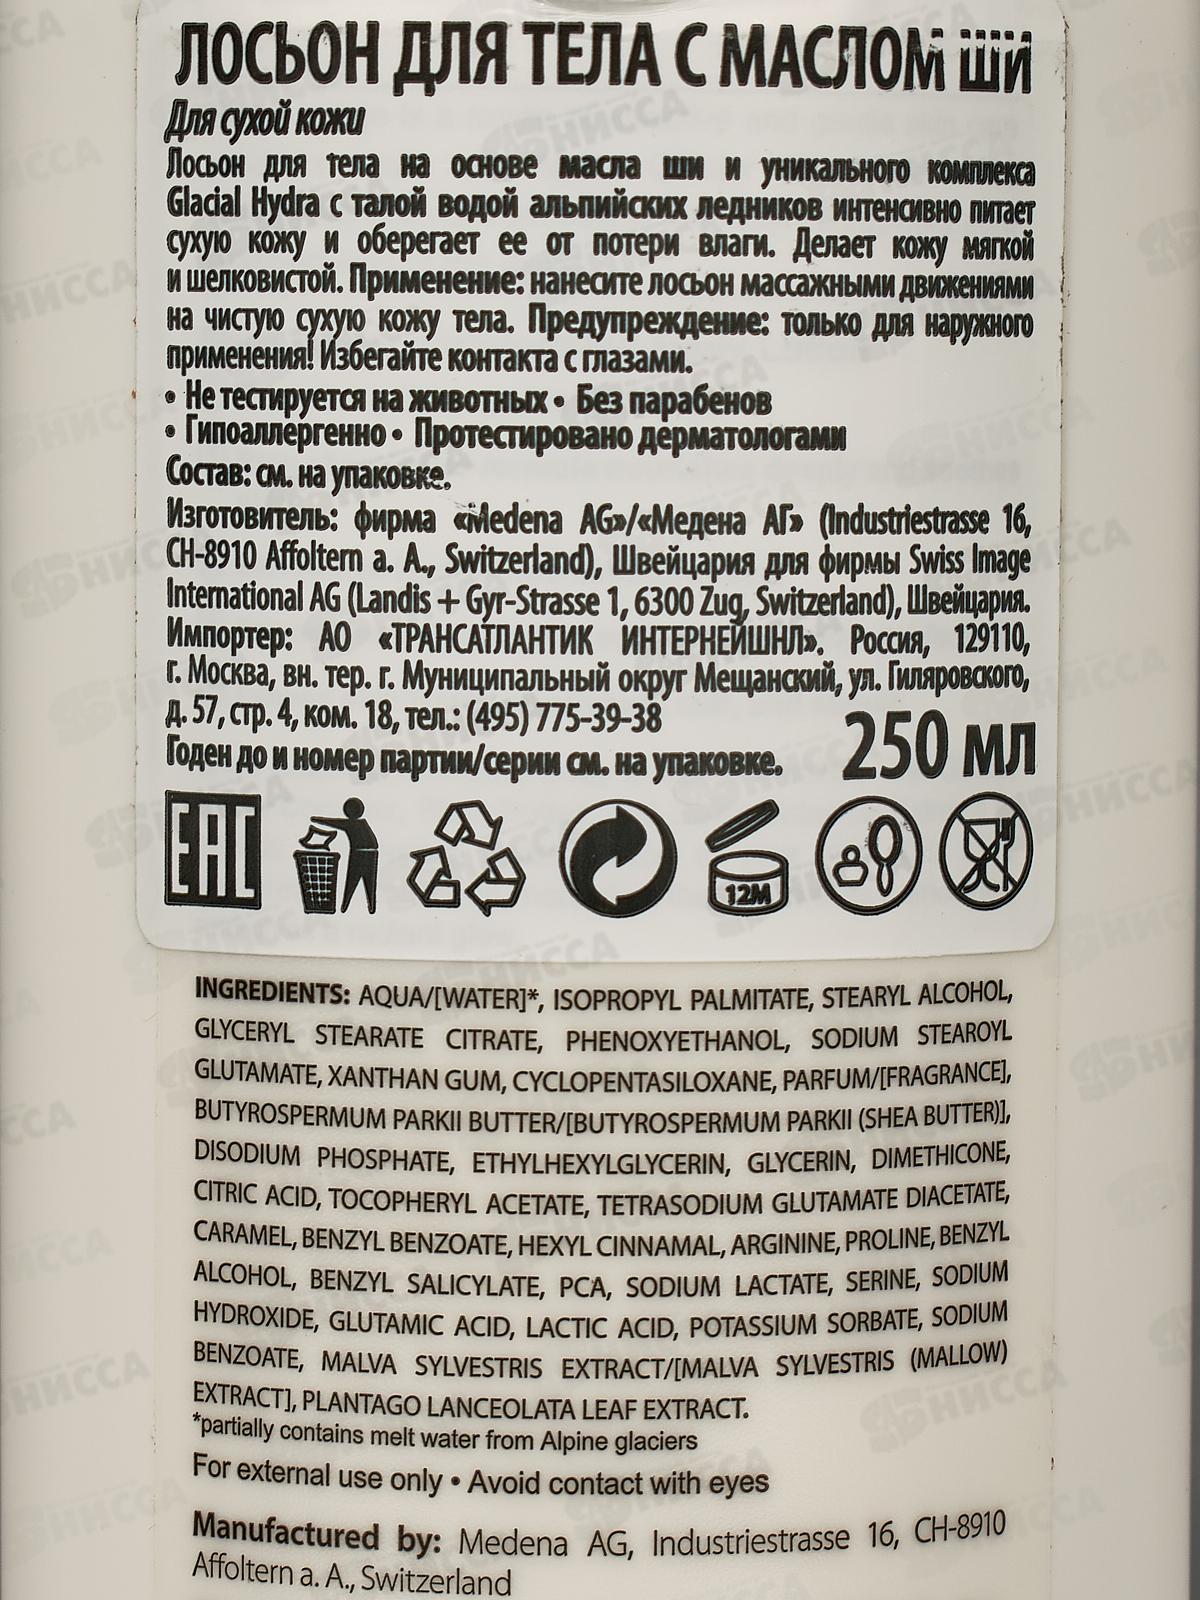 ЛОСЬОН ДЛЯ ТЕЛА С МАСЛОМ ШИ
Для сухой кожи
Лосьон для тела на основе масла ши и уникального комплекса
Glacial Hydra с талой водой альпийских ледников интенсивно питает
сухую кожу и оберегает ее от потери влаги. Делает кожу мягкой
и шелковистой. Применение: нанесите лосьон массажными движениями
на чистую сухую кожу тела. Предупреждение: только для наружного
применения! Избегайте контакта с глазами.
• Не тестируется на животных • Без парабенов
• Гипоаллергенно • Протестировано дерматологами
Состав: см. на упаковке.
Изготовитель: фирма «Medena AG»/«Медена АГ» (Industriestrasse 16,
CH-8910 Affoltern a. A., Switzerland), Швейцария для фирмы Swiss Image
International AG (Landis + Gyr-Strasse 1, 6300 Zug, Switzerland), Швейцария.
Импортер: АО «ТРАНСАТЛАНТИК ИНТЕРНЕЙШНЛ». Россия, 129110,
г. Москва, вн. тер. г. Муниципальный округ Мещанский, ул. Гиляровского,
д. 57, стр. 4, ком. 18, тел.: (495) 775-39-38
Годен до и номер партии/серии см. на упаковке.
250 МЛ
EAC
12M
INGREDIENTS: AQUA/[WATER]*, ISOPROPYL PALMITATE, STEARYL ALCOHOL,
GLYCERYL STEARATE CITRATE, PHENOXYETHANOL, SODIUM STEAROYL
GLUTAMATE, XANTHAN GUM, CYCLOPENTASILOXANE, PARFUM/[FRAGRANCE],
BUTYROSPERMUM PARKII BUTTER/[BUTYROSPERMUM PARKII (SHEA BUTTER)],
DISODIUM PHOSPHATE, ETHYLHEXYLGLYCERIN, GLYCERIN, DIMETHICONE,
CITRIC ACID, TOCOPHERYL ACETATE, TETRASODIUM GLUTAMATE DIACETATE,
CARAMEL, BENZYL BENZOATE, HEXYL CINNAMAL, ARGININE, PROLINE, BENZYL
ALCOHOL, BENZYL SALICYLATE, PCA, SODIUM LACTATE, SERINE, SODIUM
HYDROXIDE, GLUTAMIC ACID, LACTIC ACID, POTASSIUM SORBATE, SODIUM
BENZOATE, MALVA SYLVESTRIS EXTRACT/[MALVA SYLVESTRIS (MALLOW)
EXTRACT], PLANTAGO LANCEOLATA LEAF EXTRACT.
*partially contains melt water from Alpine glaciers
For external use only • Avoid contact with eyes
Manufactured by: Medena AG, Industriestrasse 16, CH-8910
Affoltern a. A., Switzerland